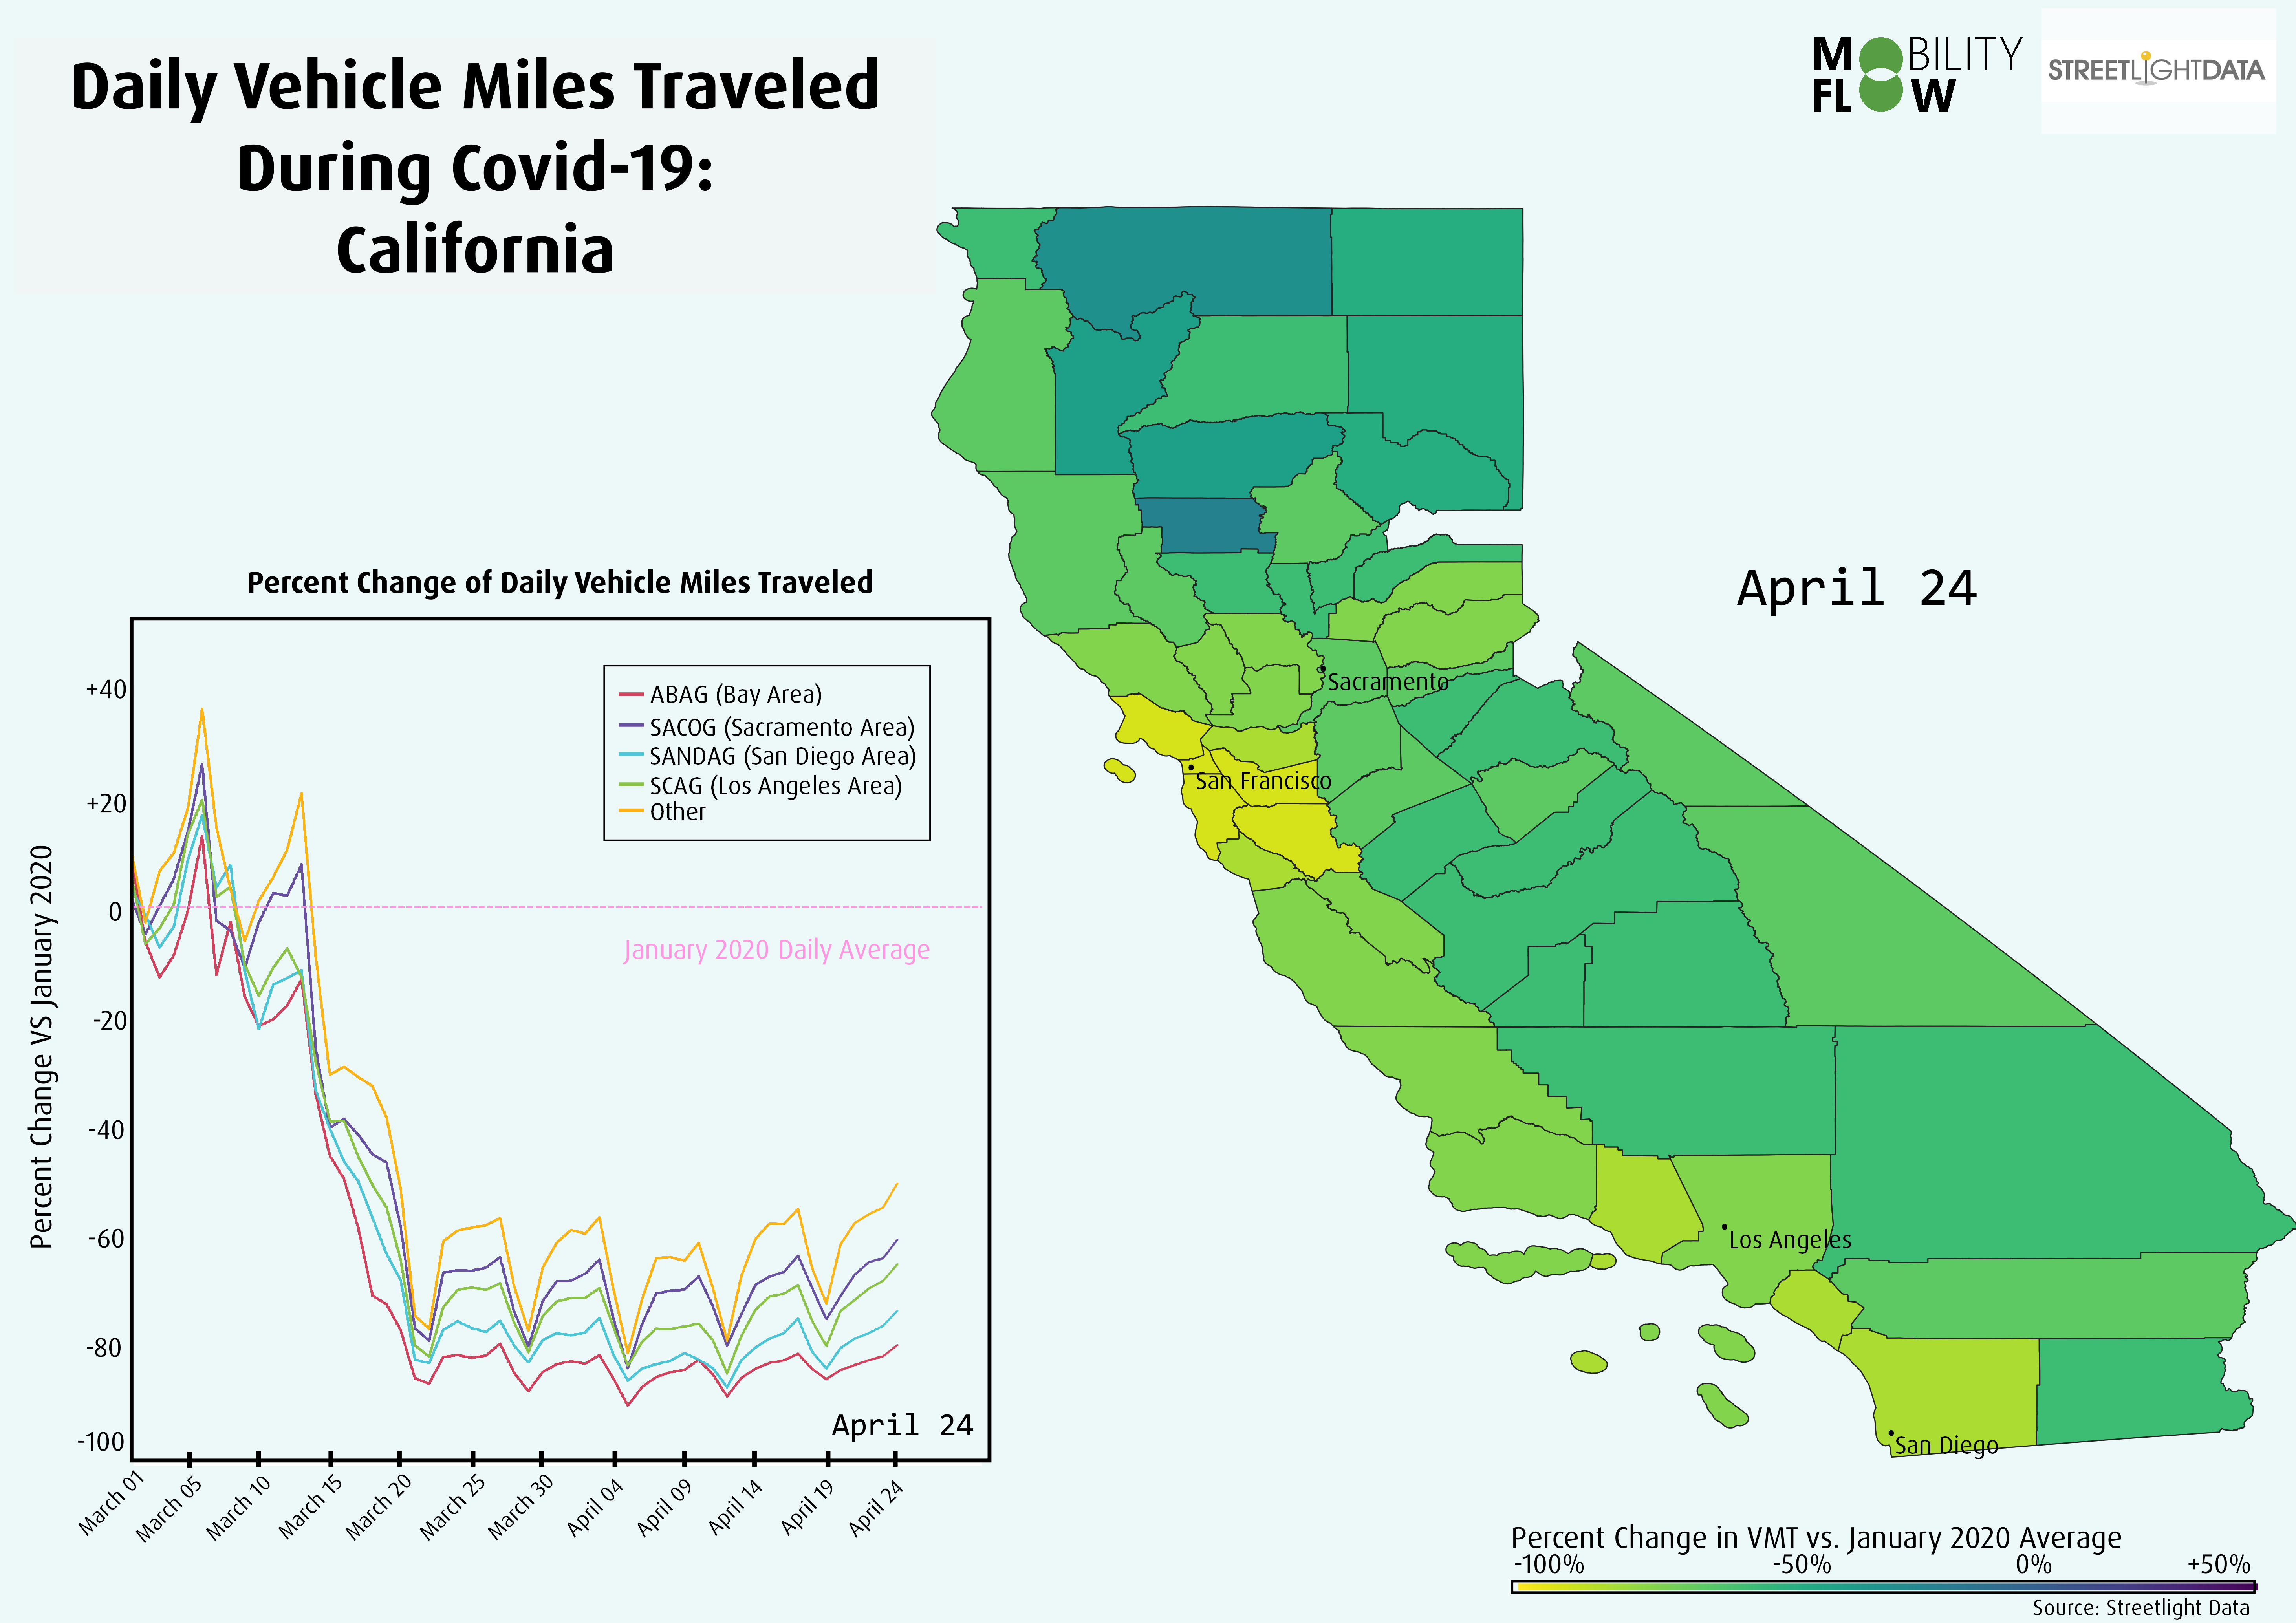 Daily Vehicle Miles Traveled
During Covid-19:
California
MOBILITY
FLOW
STREETLIGHTDATA
April 24
Percent Change of Daily Vehicle Miles Traveled
Percent Change VS January 2020
+40
+20
0
-20
-40
-60
-80
-100
ABAG (Bay Area)
SACOG (Sacramento Area)
SANDAG (San Diego Area)
SCAG (Los Angeles Area)
Other
January 2020 Daily Average
April 24
March 01
March 05
March 10
March 15
March 20
March 25
March 30
April 04
April 09
April 14
April 19
April 24
Sacramento
San Francisco
Los Angeles
San Diego
Percent Change in VMT vs. January 2020 Average
-100% -50% 0% +50%
Source: Streetlight Data